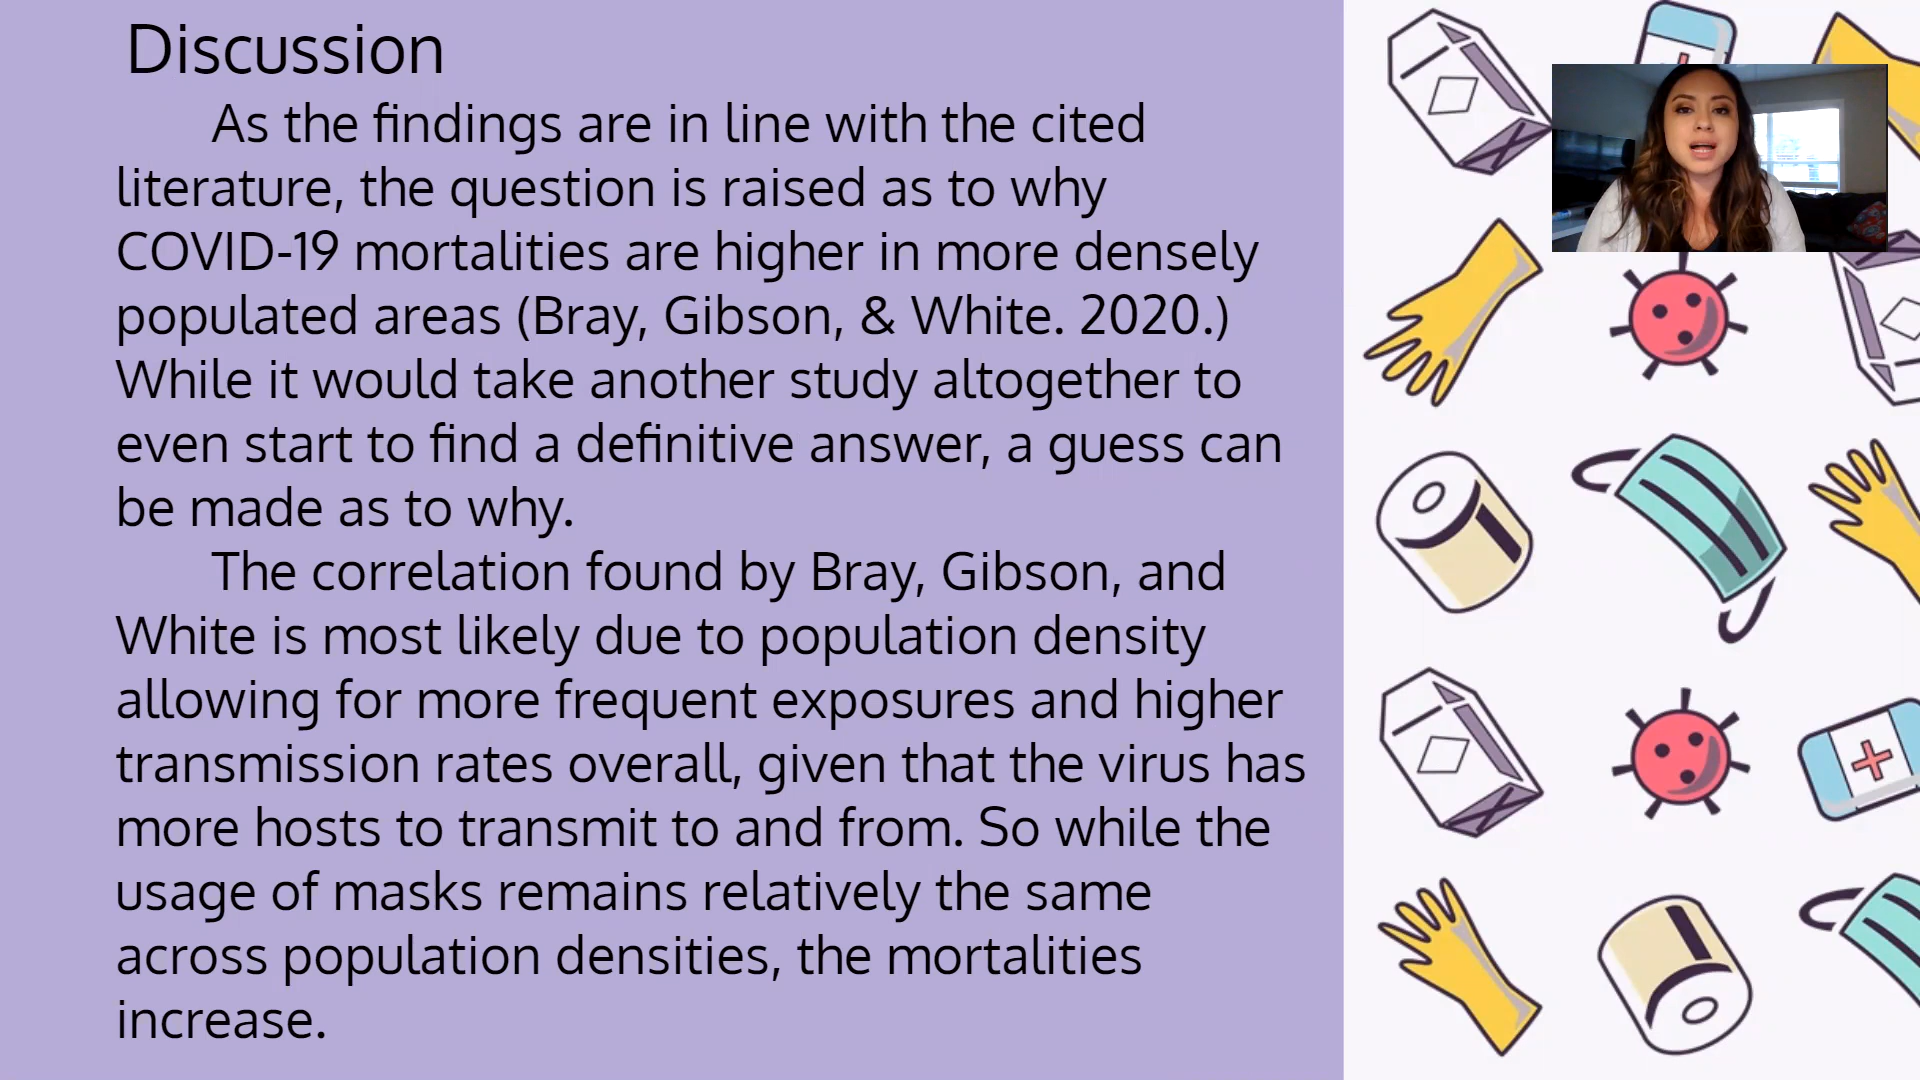 Discussion
As the findings are in line with the cited
literature, the question is raised as to why
COVID-19 mortalities are higher in more densely
populated areas (Bray, Gibson, & White. 2020.)
While it would take another study altogether to
even start to find a definitive answer, a guess can
be made as to why.
The correlation found by Bray, Gibson, and
White is most likely due to population density
allowing for more frequent exposures and higher
transmission rates overall, given that the virus has
more hosts to transmit to and from. So while the
usage of masks remains relatively the same
across population densities, the mortalities
increase.